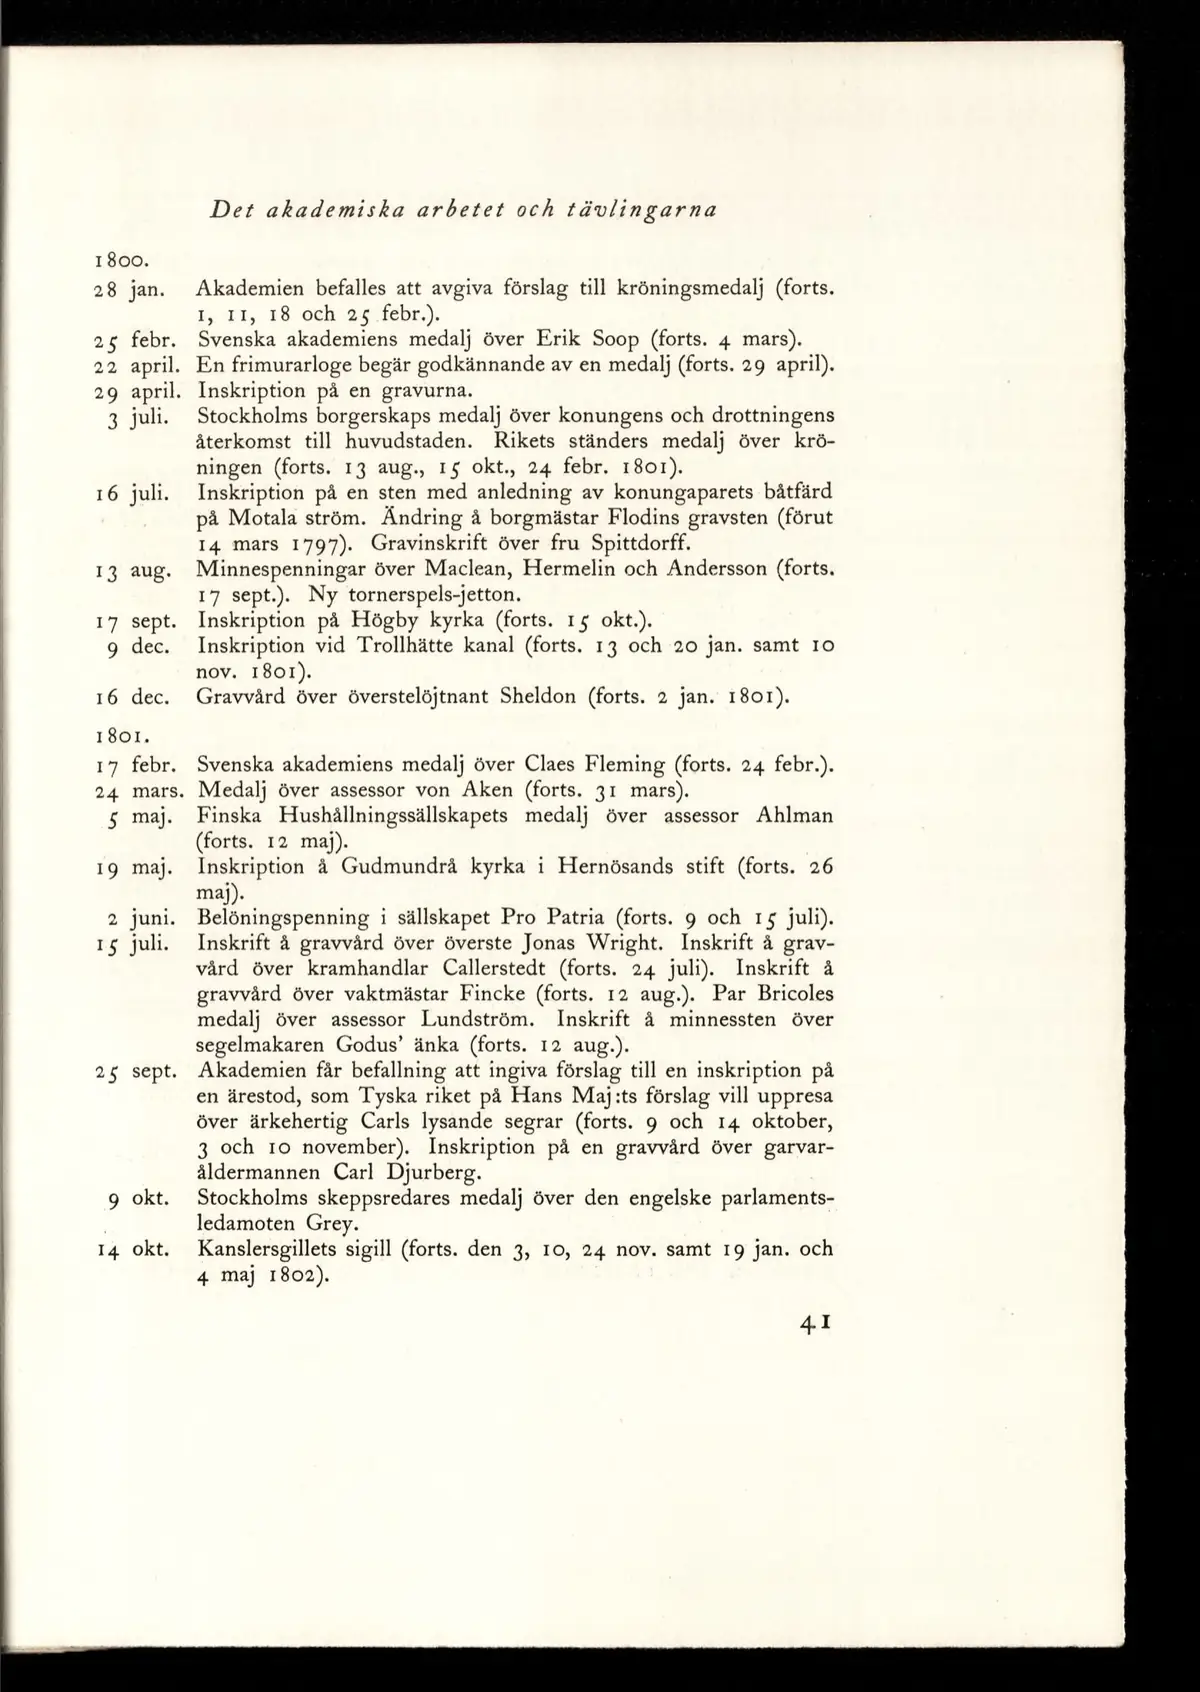 Det akademiska arbetet och tävlingarna
1800.
28 jan. Akademien befalles att avgiva förslag till kröningsmedalj (forts.
1, 11, 18 och 25 febr.).
25 febr. Svenska akademiens medalj över Erik Soop (forts. 4 mars).
22 april. En frimurarloge begär godkännande av en medalj (forts. 29 april).
29 april. Inskription på en gravurna.
3 juli. Stockholms borgerskaps medalj över konungens och drottningens
återkomst till huvudstaden. Rikets ständers medalj över krö-
ningen (forts. 13 aug., 15 okt., 24 febr. 1801).
16 juli. Inskription på en sten med anledning av konungaparets båtfärd
på Motala ström. Ändring å borgmästar Flodins gravsten (förut
14 mars 1797). Gravinskrift över fru Spittdorff.
13 aug. Minnespenningar över Maclean, Hermelin och Andersson (forts.
17 sept.). Ny tornerspels-jetton.
17 sept. Inskription på Högby kyrka (forts. 15 okt.).
9 dec. Inskription vid Trollhätte kanal (forts. 13 och 20 jan. samt 10
nov. 1801).
16 dec. Gravvård över överstelöjtnant Sheldon (forts. 2 jan. 1801).
1801.
17 febr. Svenska akademiens medalj över Claes Fleming (forts. 24 febr.).
24 mars. Medalj över assessor von Aken (forts. 31 mars).
5 maj. Finska Hushållningssällskapets medalj över assessor Ahlman
(forts. 12 maj).
19 maj. Inskription å Gudmundrå kyrka i Hernösands stift (forts. 26
maj).
2 juni. Belöningspenning i sällskapet Pro Patria (forts. 9 och 15 juli).
15 juli. Inskrift å gravvård över överste Jonas Wright. Inskrift å grav-
vård över kramhandlar Callerstedt (forts. 24 juli). Inskrift å
gravvård över vaktmästar Fincke (forts. 12 aug.). Par Bricoles
medalj över assessor Lundström. Inskrift å minnessten över
segelmakaren Godus’ änka (forts. 12 aug.).
25 sept. Akademien får befallning att ingiva förslag till en inskription på
en ärestod, som Tyska riket på Hans Maj:ts förslag vill uppresa
över ärkehertig Carls lysande segrar (forts. 9 och 14 oktober,
3 och 10 november). Inskription på en gravvård över garvar-
åldermannen Carl Djurberg.
9 okt. Stockholms skeppsredares medalj över den engelske parlaments-
ledamoten Grey.
14 okt. Kanslersgillets sigill (forts. den 3, 10, 24 nov. samt 19 jan. och
4 maj 1802).
41